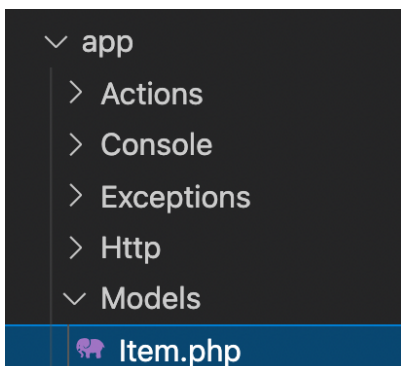 app
Actions
Console
Exceptions
Http
Models
Item.php